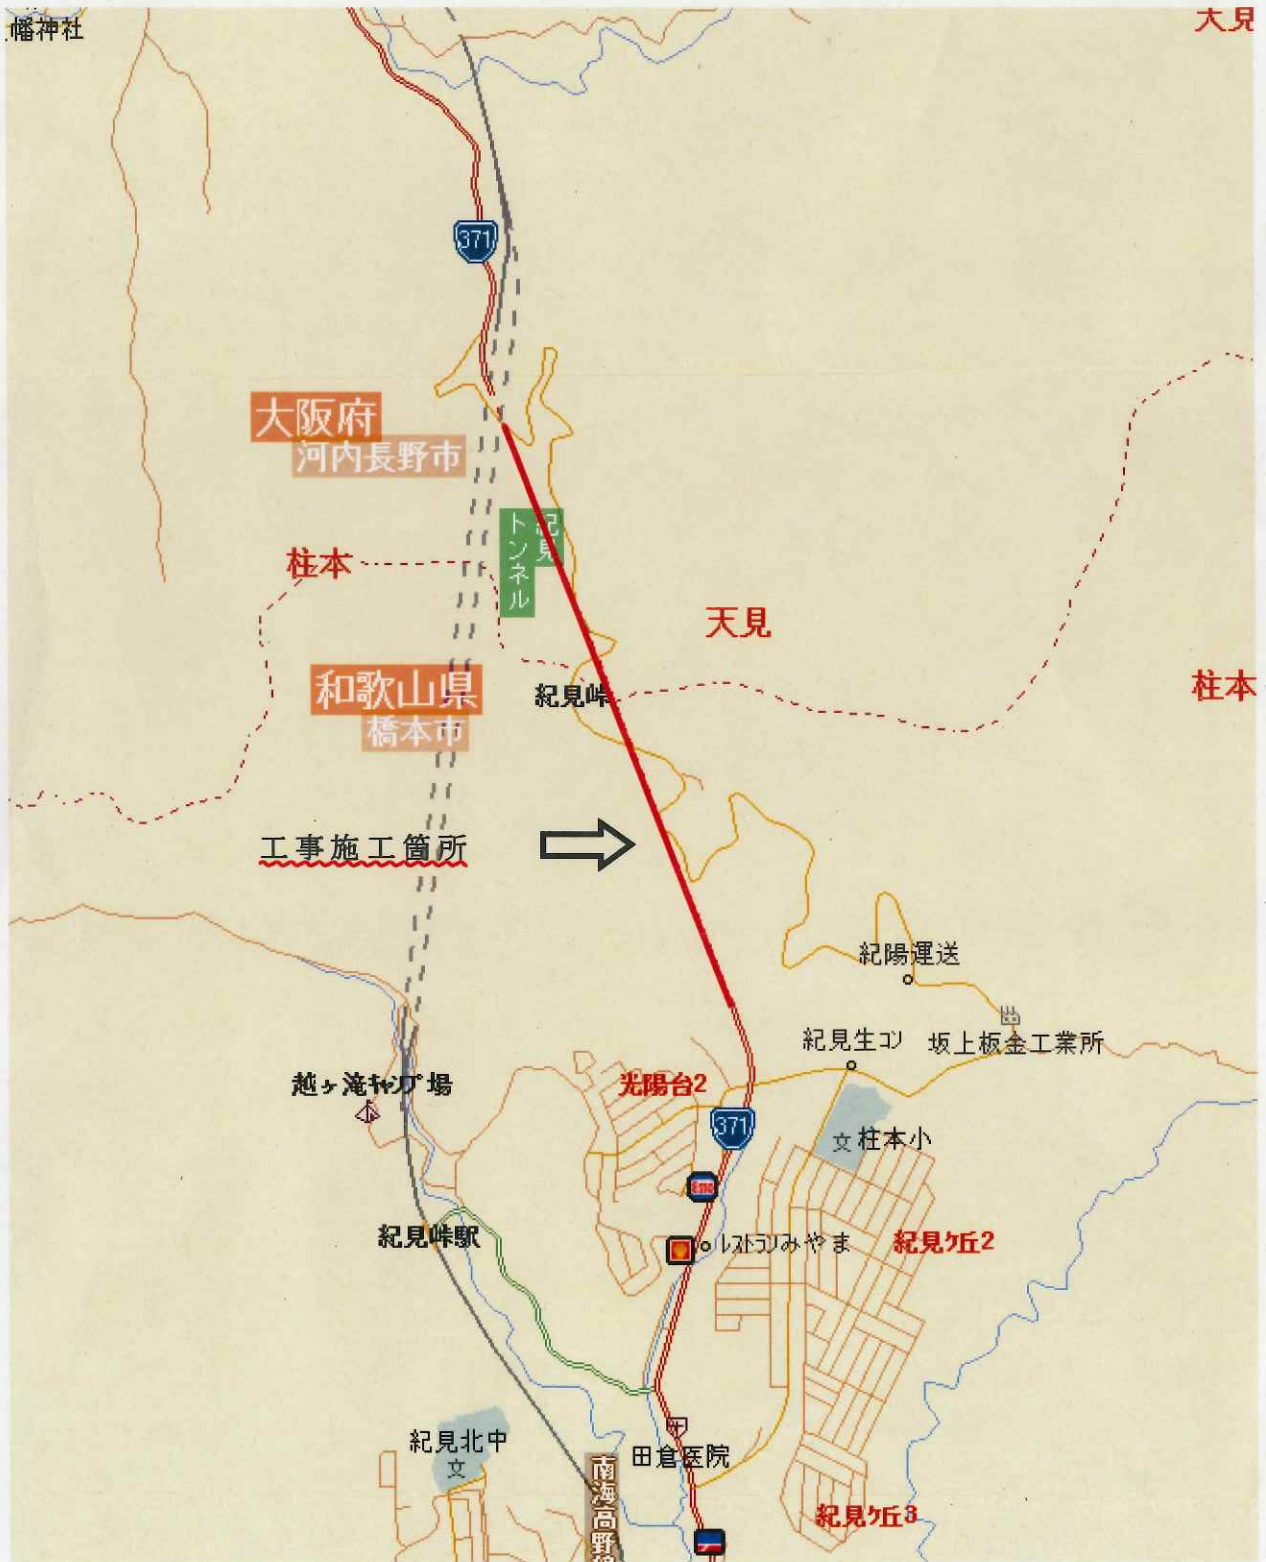 幡神社
天見
371
大阪府
河内長野市
紀見
トンネル
柱本
天見
和歌山県
橋本市
紀見峠
柱本
工事施工箇所
紀陽運送
紀見生コン
坂上板金工業所
越ヶ滝キャンプ場
光陽台2
371
文 柱本小
Esso
紀見峠駅
レストランみやま
紀見ケ丘2
紀見北中
文
田倉医院
南海高野線
紀見ケ丘3